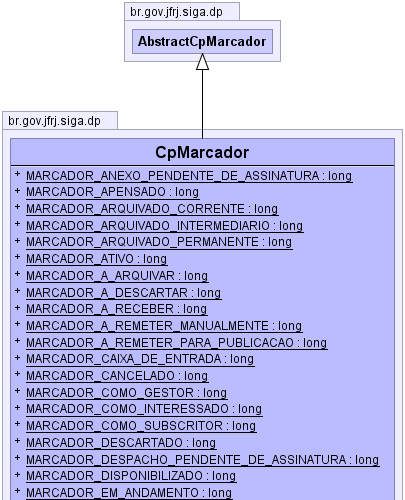 br.gov.jfrj.siga.dp
AbstractCpMarcador
br.gov.jfrj.siga.dp
CpMarcador
+ MARCADOR_ANEXO_PENDENTE_DE_ASSINATURA : long
+ MARCADOR_APENSADO : long
+ MARCADOR_ARQUIVADO_CORRENTE : long
+ MARCADOR_ARQUIVADO_INTERMEDIARIO : long
+ MARCADOR_ARQUIVADO_PERMANENTE : long
+ MARCADOR_ATIVO : long
+ MARCADOR_A_ARQUIVAR : long
+ MARCADOR_A_DESCARTAR : long
+ MARCADOR_A_RECEBER : long
+ MARCADOR_A_REMETER_MANUALMENTE : long
+ MARCADOR_A_REMETER_PARA_PUBLICACAO : long
+ MARCADOR_CAIXA_DE_ENTRADA : long
+ MARCADOR_CANCELADO : long
+ MARCADOR_COMO_GESTOR : long
+ MARCADOR_COMO_INTERESSADO : long
+ MARCADOR_COMO_SUBSCRITOR : long
+ MARCADOR_DESCARTADO : long
+ MARCADOR_DESPACHO_PENDENTE_DE_ASSINATURA : long
+ MARCADOR_DISPONIBILIZADO : long
+ MARCADOR_EM_ANDAMENTO : long